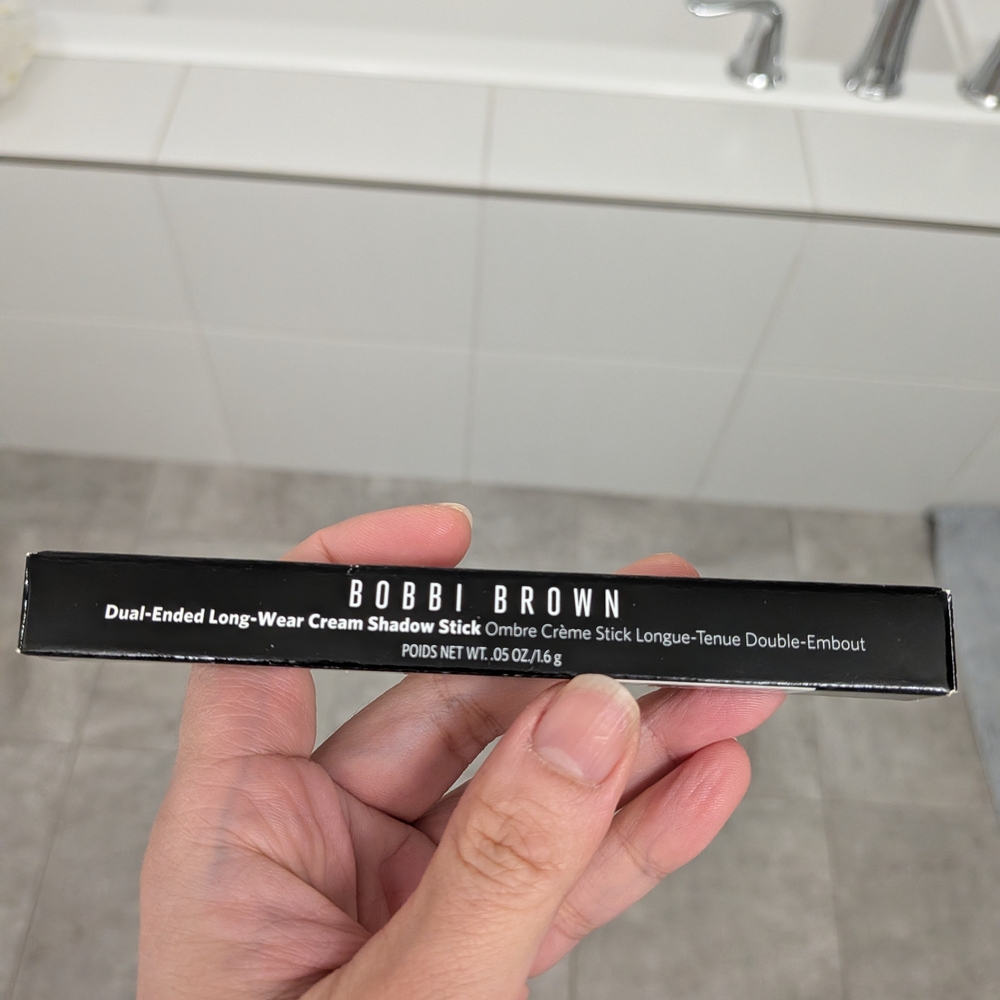 BOBBI BROWN
Dual-Ended Long-Wear Cream Shadow Stick Ombre Crème Stick Longue-Tenue Double-Embout
POIDS NET WT. .05 OZ./1.6 g